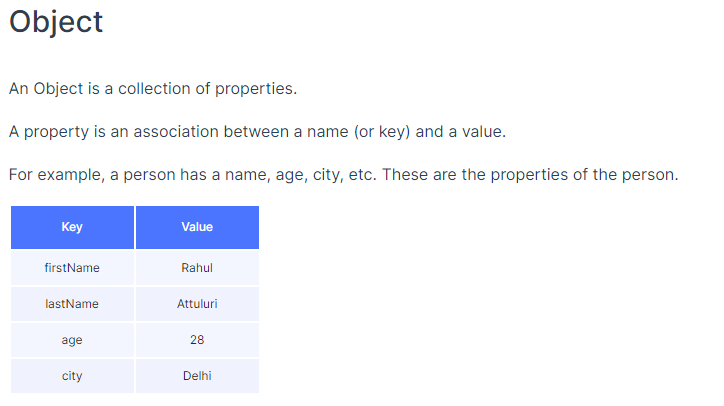 Object
An Object is a collection of properties.
A property is an association between a name (or key) and a value.
For example, a person has a name, age, city, etc. These are the properties of the person.
Key Value
firstName Rahul
lastName Attuluri
age 28
city Delhi